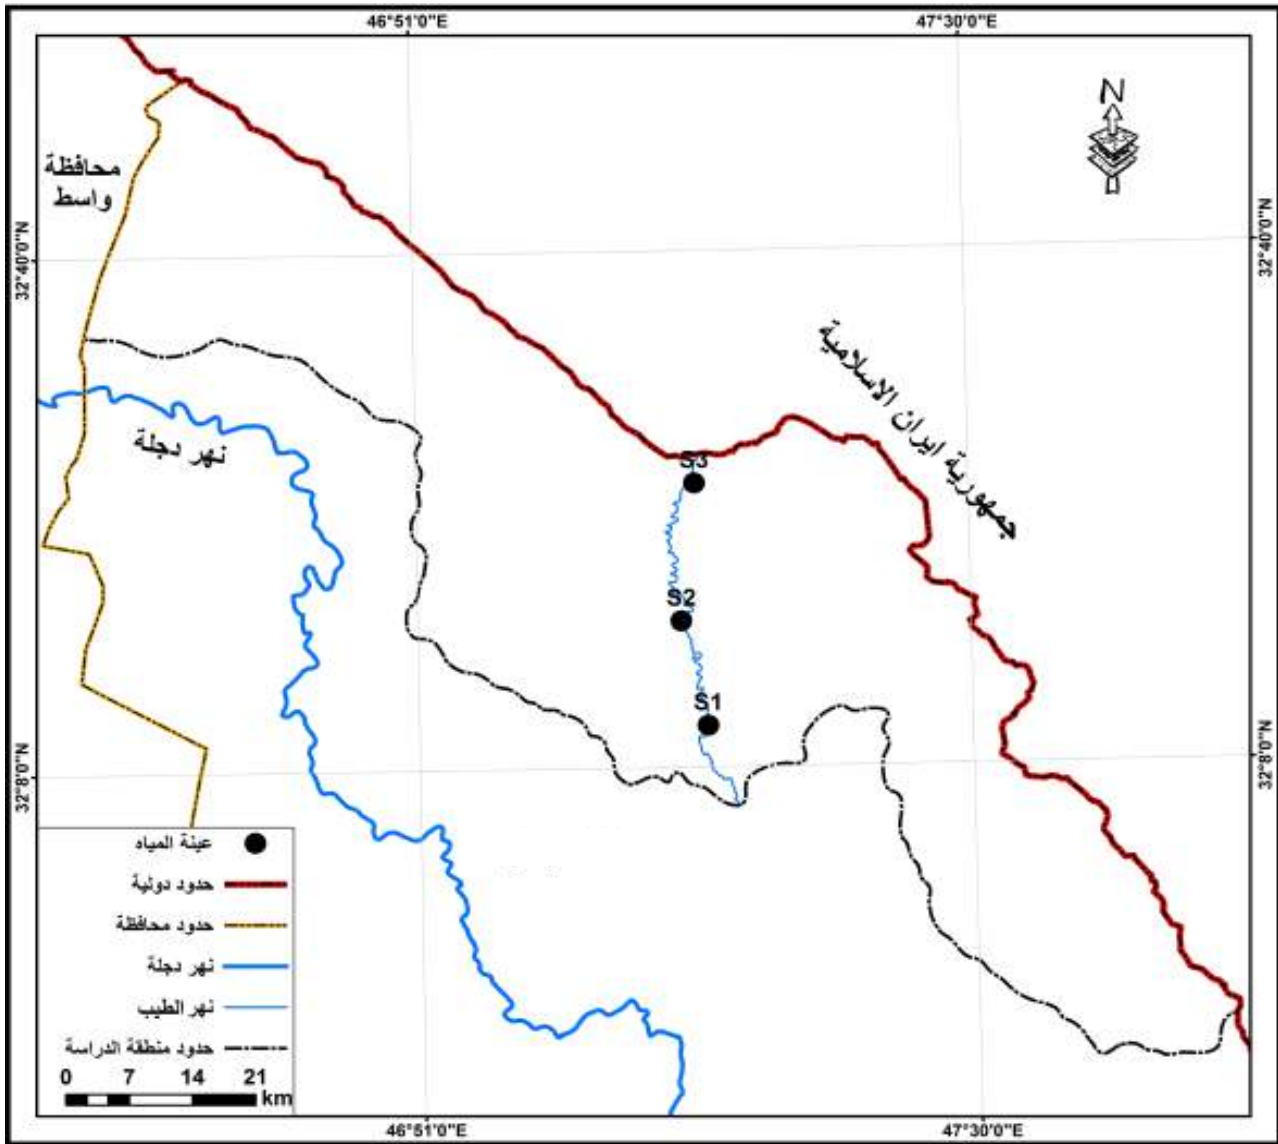 46°51'0"E
47°30'0"E
N
محافظة
واسط
32°40'0"N
32°40'0"N
جمهورية ايران الاسلامية
نهر دجلة
S3
S2
S1
32°8'0"N
32°8'0"N
عينة المياه
حدود دولية
حدود محافظة
نهر دجلة
نهر الطيب
حدود منطقة الدراسة
0 7 14 21
km
46°51'0"E
47°30'0"E